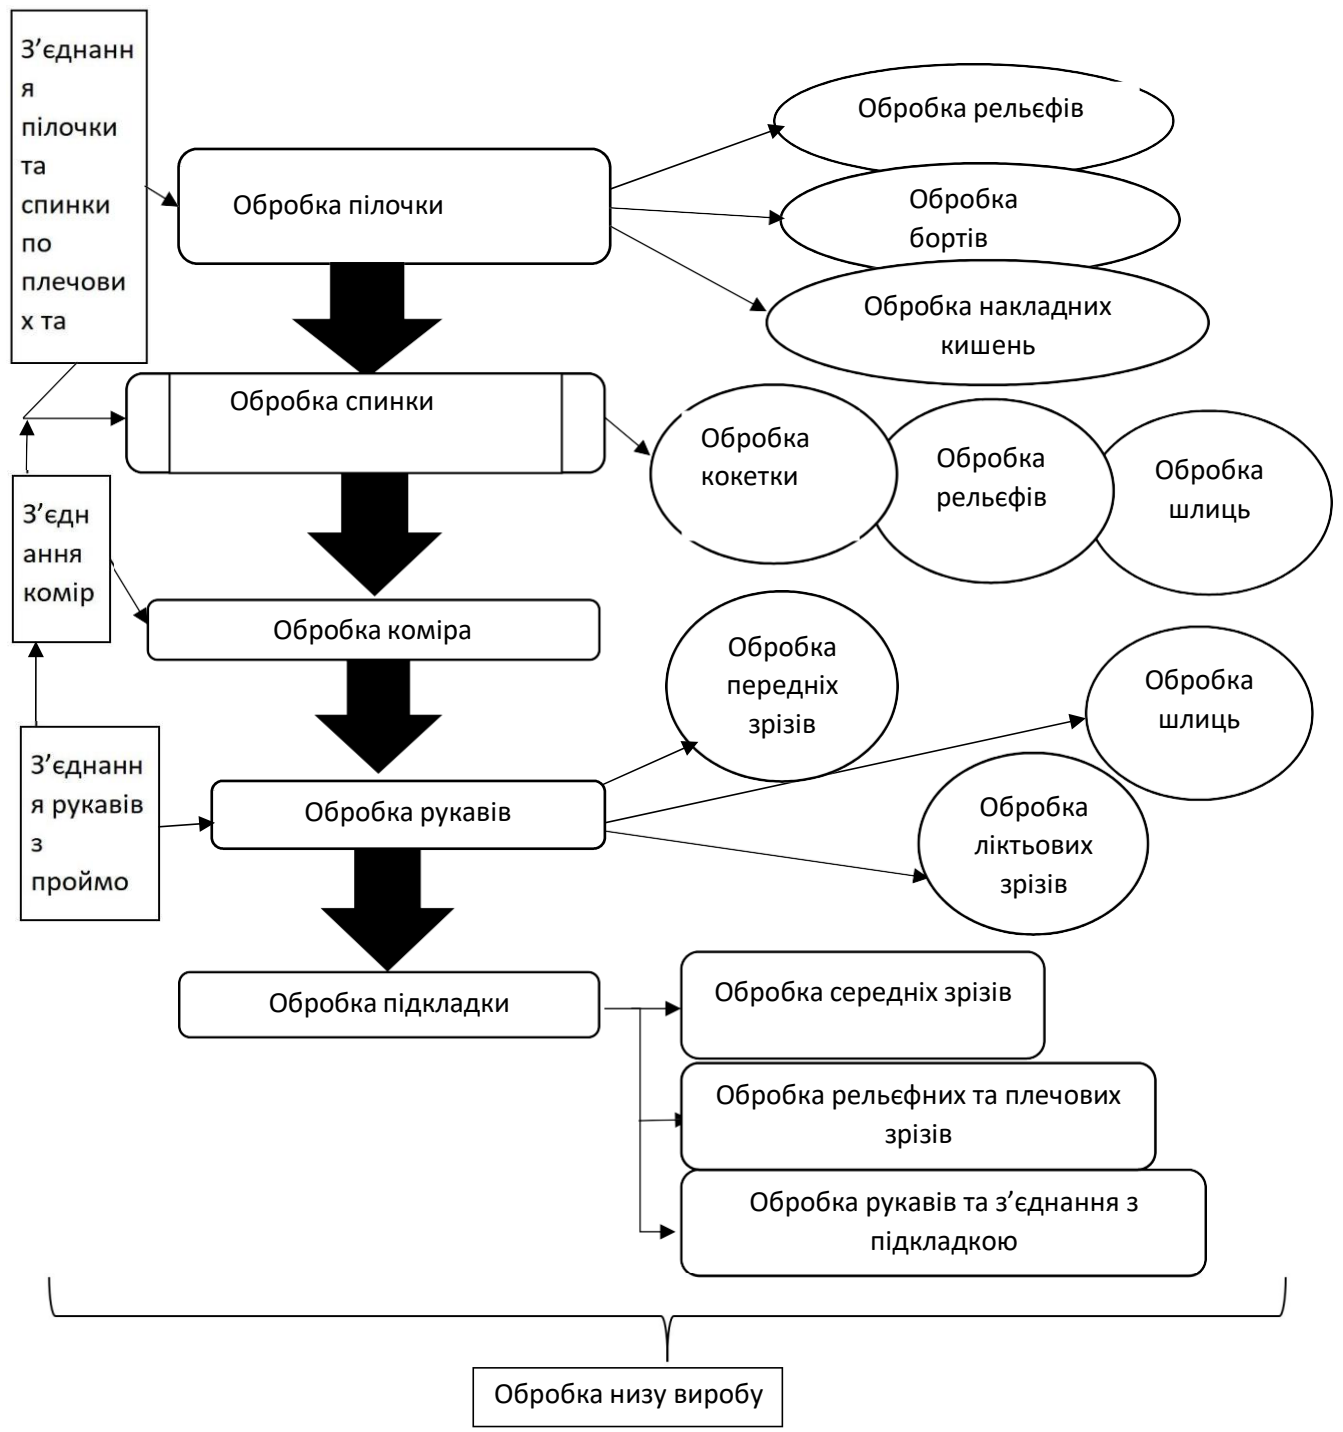 З’єднанн
я
пілочки
та
спинки
по
плечови
х та
Обробка пілочки
Обробка рельєфів
Обробка
бортів
Обробка накладних
кишень
Обробка спинки
Обробка
кокетки
Обробка
рельєфів
Обробка
шлиць
З’єдн
ання
комір
Обробка коміра
Обробка
передніх
зрізів
Обробка
шлиць
З’єднанн
я рукавів
з
проймо
Обробка рукавів
Обробка
ліктьових
зрізів
Обробка підкладки
Обробка середніх зрізів
Обробка рельєфних та плечових
зрізів
Обробка рукавів та з’єднання з
підкладкою
Обробка низу виробу